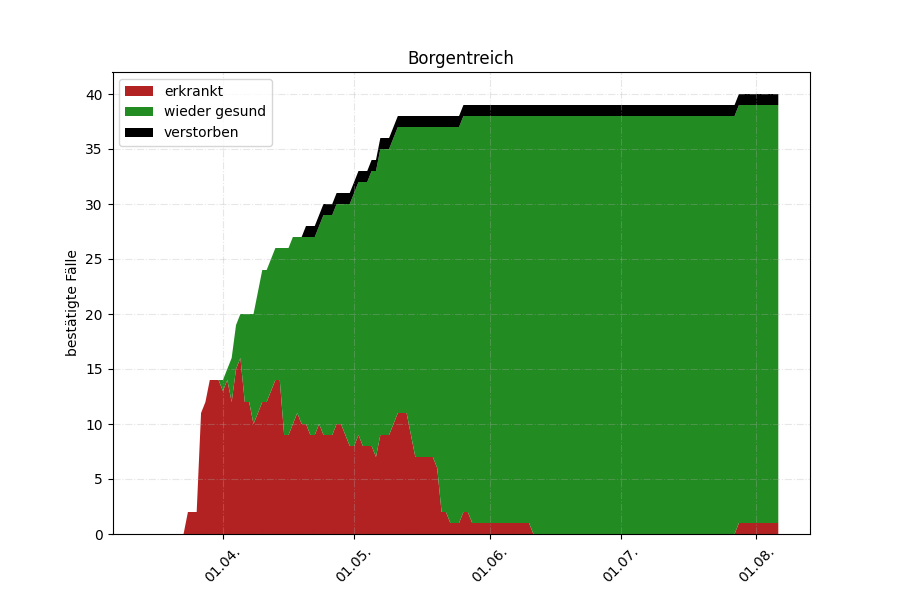 Borgentreich
erkrankt
wieder gesund
verstorben
bestätigte Fälle
40
35
30
25
20
15
10
5
0
01.04.
01.05.
01.06.
01.07.
01.08.